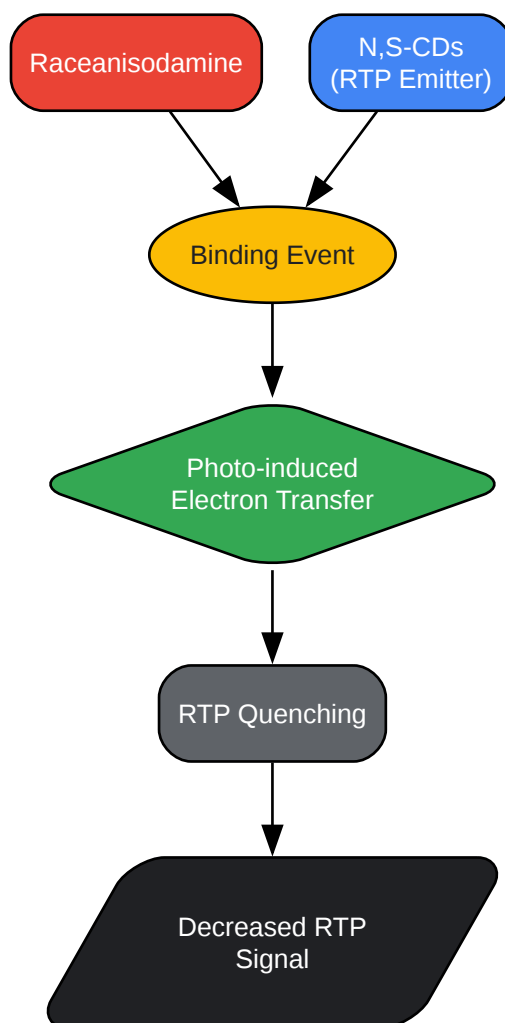 Raceanisodamine
N,S-CDs
(RTP Emitter)
Binding Event
Photo-induced
Electron Transfer
RTP Quenching
Decreased RTP
Signal